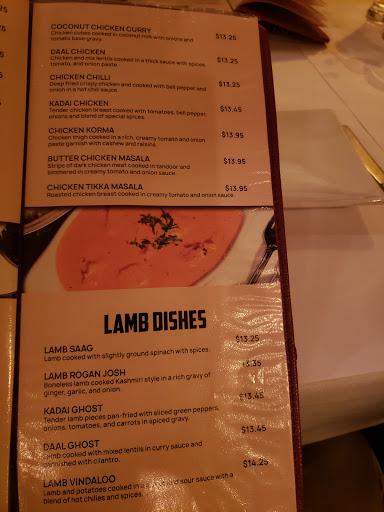 COCONUT CHICKEN CURRY $13.25
Chicken cubes cooked in coconut milk with onions and
tomato base gravy.
DAAL CHICKEN $13.25
Chicken and mix lentils cooked in a thick sauce with spices,
tomato, and onion paste.
CHICKEN CHILLI $13.25
Deep fried crispy chicken and cooked with bell pepper and
onion in a hot chili sauce.
KADAI CHICKEN $13.45
Tender chicken breast cooked with tomatoes, bell pepper,
onions and blend of special spices.
CHICKEN KORMA $13.95
Chicken thigh cooked in a rich, creamy tomato and onion
paste garnish with cashew and raisins.
BUTTER CHICKEN MASALA $13.95
Strips of dark chicken meat cooked in tandoor and
simmered in creamy tomato and onion sauce.
CHICKEN TIKKA MASALA $13.95
Roasted chicken breast cooked in creamy tomato and onion sauce.
LAMB DISHES
LAMB SAAG $13.25
Lamb cooked with slightly ground spinach with spices.
LAMB ROGAN JOSH 13.35
Boneless lamb cooked Kashmiri style in a rich gravy of
ginger, garlic, and onion.
KADAI GHOST $13.45
Tender lamb pieces pan-fried with sliced green peppers,
onions, tomatoes, and carrots in spiced gravy.
DAAL GHOST $13.45
Lamb cooked with mixed lentils in curry sauce and
garnished with cilantro.
LAMB VINDALOO $14.25
Lamb and potatoes cooked in a sour sauce with a
blend of hot chilies and spices.